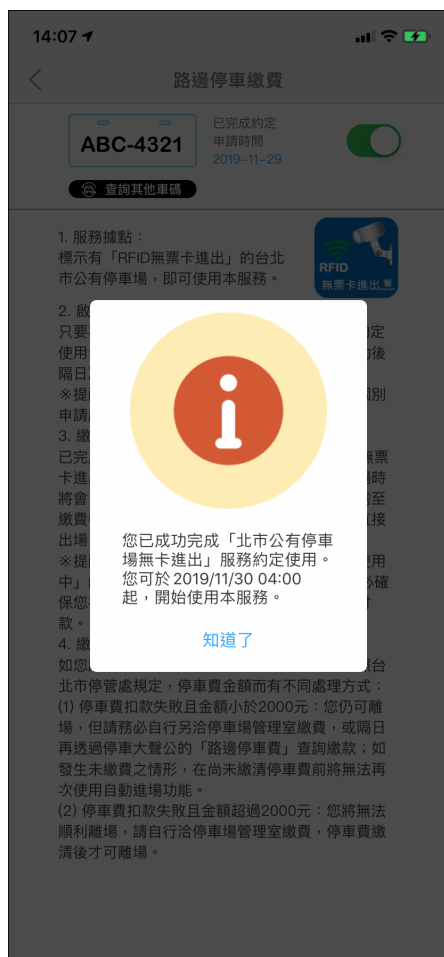 14:07
路邊停車繳費
ABC-4321
已完成約定
申請時間
2019-11-29
查詢其他車碼
1. 服務據點：
標示有「RFID無票卡進出」的台北
市公有停車場，即可使用本服務。
RFID
無票卡進出
2. 啟
只要
定
使用
後
隔日
※提
個別
申請
3. 繳
已完
無票
卡進
時
將會
至
繳費
直接
出場
※提
使用
中」
必確
保您
款。
4. 繳
如您
台
您已成功完成「北市公有停車
場無卡進出」服務約定使用。
您可於 2019/11/30 04:00
起，開始使用本服務。
知道了
北市停管處規定，停車費金額而有不同處理方式：
(1) 停車費扣款失敗且金額小於2000元：您仍可離
場，但請務必自行另洽停車場管理室繳費，或隔日
再透過停車大聲公的「路邊停車費」查詢繳款；如
發生未繳費之情形，在尚未繳清停車費前將無法再
次使用自動進場功能。
(2) 停車費扣款失敗且金額超過2000元：您將無法
順利離場，請自行洽停車場管理室繳費，停車費繳
清後才可離場。